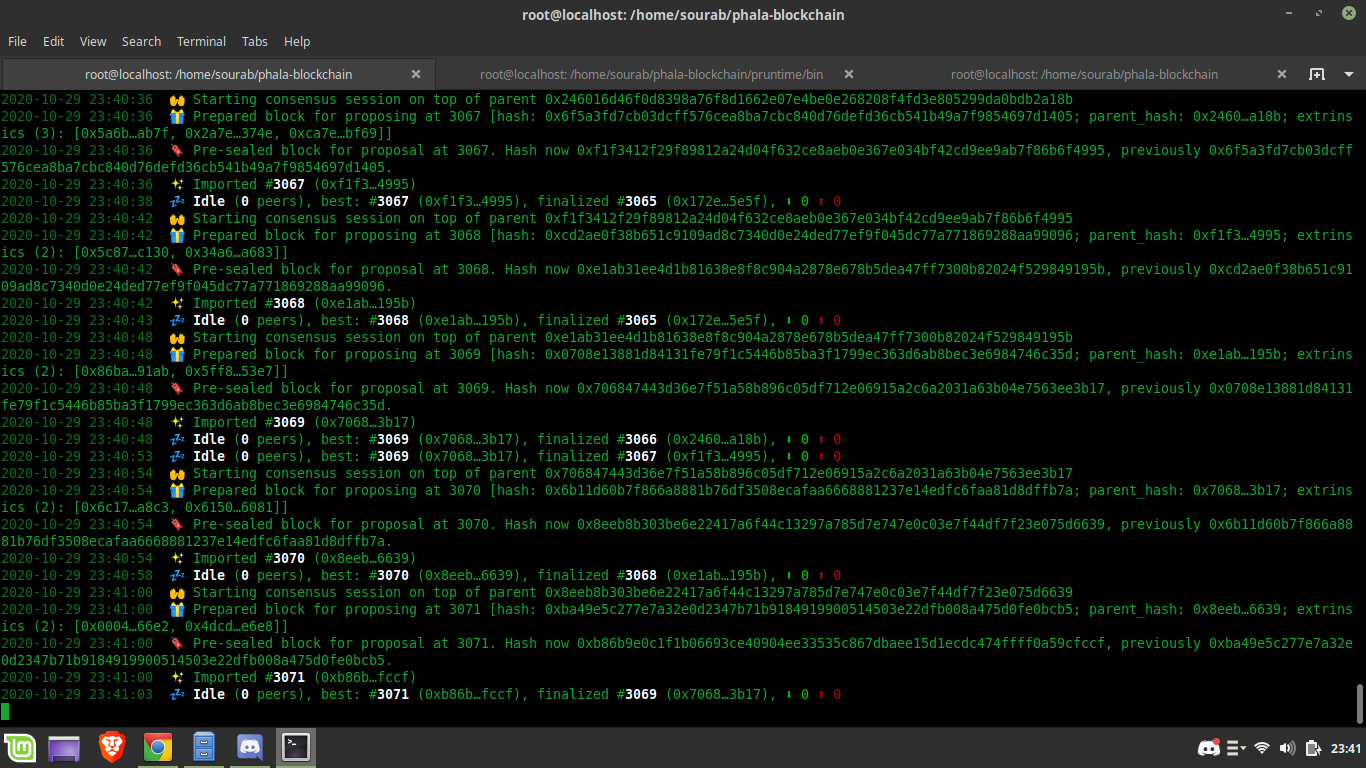 root@localhost: /home/sourab/phala-blockchain
File Edit View Search Terminal Tabs Help
root@localhost: /home/sourab/phala-blockchain root@localhost: /home/sourab/phala-blockchain/pruntime/bin root@localhost: /home/sourab/phala-blockchain
2020-10-29 23:40:36 🙌 Starting consensus session on top of parent 0x246016d46f0d8398a76f8d1662e07e4be0e268208f4fd3e805299da0bdb2a18b
2020-10-29 23:40:36 🎁 Prepared block for proposing at 3067 [hash: 0x6f5a3fd7cb03dcff576cea8ba7cbc840d76defd36cb541b49a7f9854697d1405; parent_hash: 0x2460…a18b; extrins
ics (3): [0x5a6b…ab7f, 0x2a7e…374e, 0xca7e…bf69]]
2020-10-29 23:40:36 🔖 Pre-sealed block for proposal at 3067. Hash now 0xf1f3412f29f89812a24d04f632ce8aeb0e367e034bf42cd9ee9ab7f86b6f4995, previously 0x6f5a3fd7cb03dcff
576cea8ba7cbc840d76defd36cb541b49a7f9854697d1405.
2020-10-29 23:40:36 ✨ Imported #3067 (0xf1f3…4995)
2020-10-29 23:40:38 💤 Idle (0 peers), best: #3067 (0xf1f3…4995), finalized #3065 (0x172e…5e5f), ⬇ 0 ⬆ 0
2020-10-29 23:40:42 🙌 Starting consensus session on top of parent 0xf1f3412f29f89812a24d04f632ce8aeb0e367e034bf42cd9ee9ab7f86b6f4995
2020-10-29 23:40:42 🎁 Prepared block for proposing at 3068 [hash: 0xcd2ae0f38b651c9109ad8c7340d0e24ded77ef9f045dc77a771869288aa99096; parent_hash: 0xf1f3…4995; extrins
ics (2): [0x5c87…c130, 0x34a6…a683]]
2020-10-29 23:40:42 🔖 Pre-sealed block for proposal at 3068. Hash now 0xe1ab31ee4d1b81638e8f8c904a2878e678b5dea47ff7300b82024f529849195b, previously 0xcd2ae0f38b651c91
09ad8c7340d0e24ded77ef9f045dc77a771869288aa99096.
2020-10-29 23:40:42 ✨ Imported #3068 (0xe1ab…195b)
2020-10-29 23:40:43 💤 Idle (0 peers), best: #3068 (0xe1ab…195b), finalized #3065 (0x172e…5e5f), ⬇ 0 ⬆ 0
2020-10-29 23:40:48 🙌 Starting consensus session on top of parent 0xe1ab31ee4d1b81638e8f8c904a2878e678b5dea47ff7300b82024f529849195b
2020-10-29 23:40:48 🎁 Prepared block for proposing at 3069 [hash: 0x0708e13881d84131fe79f1c5446b85ba3f1799ec363d6ab8bec3e6984746c35d; parent_hash: 0xe1ab…195b; extrins
ics (2): [0x86ba…91ab, 0x5ff8…53e7]]
2020-10-29 23:40:48 🔖 Pre-sealed block for proposal at 3069. Hash now 0x706847443d36e7f51a58b896c05df712e06915a2c6a2031a63b04e7563ee3b17, previously 0x0708e13881d84131
fe79f1c5446b85ba3f1799ec363d6ab8bec3e6984746c35d.
2020-10-29 23:40:48 ✨ Imported #3069 (0x7068…3b17)
2020-10-29 23:40:48 💤 Idle (0 peers), best: #3069 (0x7068…3b17), finalized #3066 (0x2460…a18b), ⬇ 0 ⬆ 0
2020-10-29 23:40:53 💤 Idle (0 peers), best: #3069 (0x7068…3b17), finalized #3067 (0xf1f3…4995), ⬇ 0 ⬆ 0
2020-10-29 23:40:54 🙌 Starting consensus session on top of parent 0x706847443d36e7f51a58b896c05df712e06915a2c6a2031a63b04e7563ee3b17
2020-10-29 23:40:54 🎁 Prepared block for proposing at 3070 [hash: 0x6b11d60b7f866a8881b76df3508ecafaa6668881237e14edfc6faa81d8dffb7a; parent_hash: 0x7068…3b17; extrins
ics (2): [0x6c17…a8c3, 0x6150…6081]]
2020-10-29 23:40:54 🔖 Pre-sealed block for proposal at 3070. Hash now 0x8eeb8b303be6e22417a6f44c13297a785d7e747e0c03e7f44df7f23e075d6639, previously 0x6b11d60b7f866a88
81b76df3508ecafaa6668881237e14edfc6faa81d8dffb7a.
2020-10-29 23:40:54 ✨ Imported #3070 (0x8eeb…6639)
2020-10-29 23:40:58 💤 Idle (0 peers), best: #3070 (0x8eeb…6639), finalized #3068 (0xe1ab…195b), ⬇ 0 ⬆ 0
2020-10-29 23:41:00 🙌 Starting consensus session on top of parent 0x8eeb8b303be6e22417a6f44c13297a785d7e747e0c03e7f44df7f23e075d6639
2020-10-29 23:41:00 🎁 Prepared block for proposing at 3071 [hash: 0xba49e5c277e7a32e0d2347b71b9184919900514503e22dfb008a475d0fe0bcb5; parent_hash: 0x8eeb…6639; extrins
ics (2): [0x0004…66e2, 0x4dcd…e6e8]]
2020-10-29 23:41:00 🔖 Pre-sealed block for proposal at 3071. Hash now 0xb86b9e0c1f1b06693ce40904ee33535c867dbaee15d1ecdc474ffff0a59cfccf, previously 0xba49e5c277e7a32e
0d2347b71b9184919900514503e22dfb008a475d0fe0bcb5.
2020-10-29 23:41:00 ✨ Imported #3071 (0xb86b…fccf)
2020-10-29 23:41:03 💤 Idle (0 peers), best: #3071 (0xb86b…fccf), finalized #3069 (0x7068…3b17), ⬇ 0 ⬆ 0
23:41